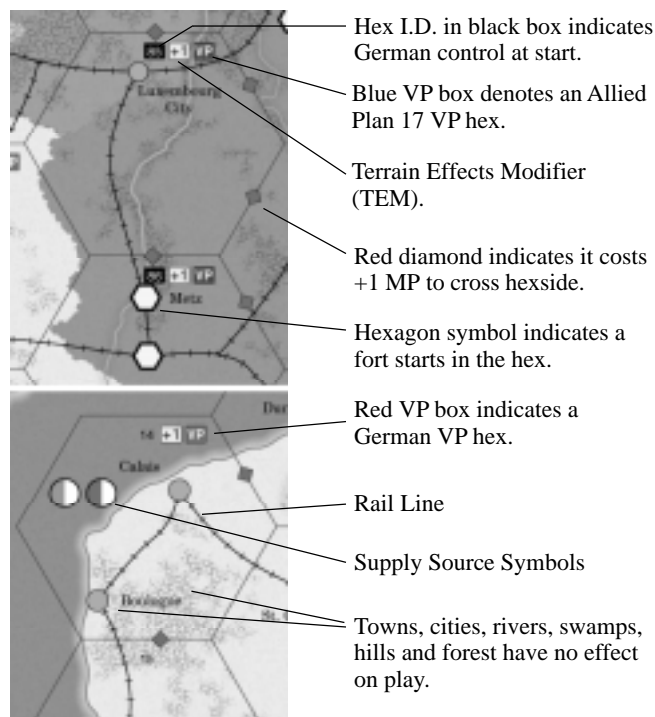 Hex I.D. in black box indicates
German control at start.
+1 VP
Luxembourg
City
Blue VP box denotes an Allied
Plan 17 VP hex.
Terrain Effects Modifier
(TEM).
Red diamond indicates it costs
+1 MP to cross hexside.
+1 VP
Metz
Hexagon symbol indicates a
fort starts in the hex.
Red VP box indicates a
German VP hex.
14 +1 VP
Calais
Rail Line
Supply Source Symbols
Boulogne
Towns, cities, rivers, swamps,
hills and forest have no effect
on play.